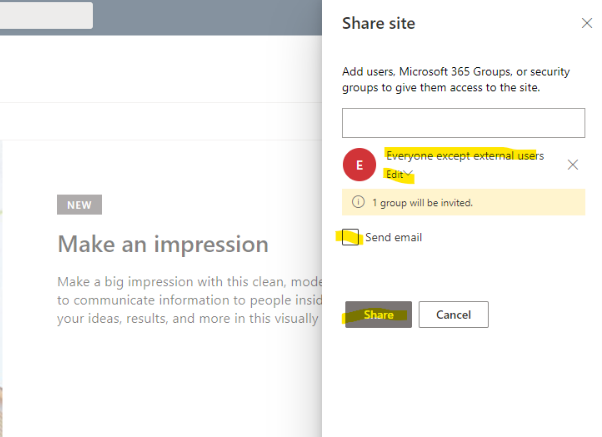 Share site
Add users, Microsoft 365 Groups, or security
groups to give them access to the site.
E
Everyone except external users
Edit
1 group will be invited.
Send email
Share
Cancel
NEW
Make an impression
Make a big impression with this clean, mode
to communicate information to people insid
your ideas, results, and more in this visually